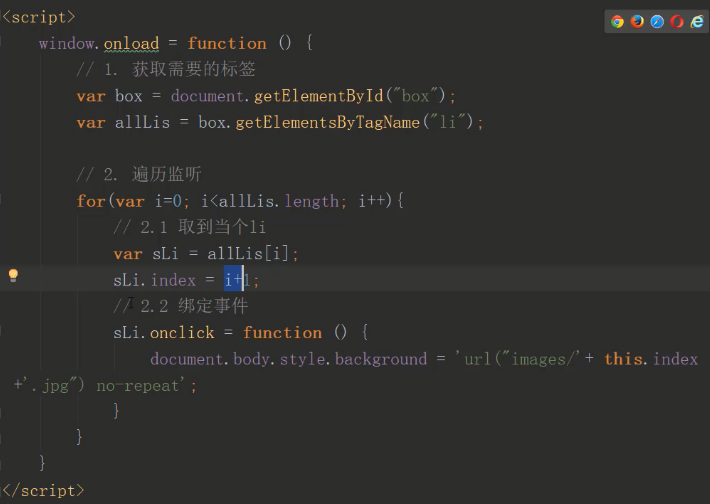 <script>
window.onload = function () {
// 1. 获取需要的标签
var box = document.getElementById("box");
var allLis = box.getElementsByTagName("li");
// 2. 遍历监听
for(var i=0; i<allLis.length; i++){
// 2.1 取到当个li
var sLi = allLis[i];
sLi.index = i+1;
// 2.2 绑定事件
sLi.onclick = function () {
document.body.style.background = 'url("images/'+ this.index
+'.jpg") no-repeat';
}
}
}
</script>